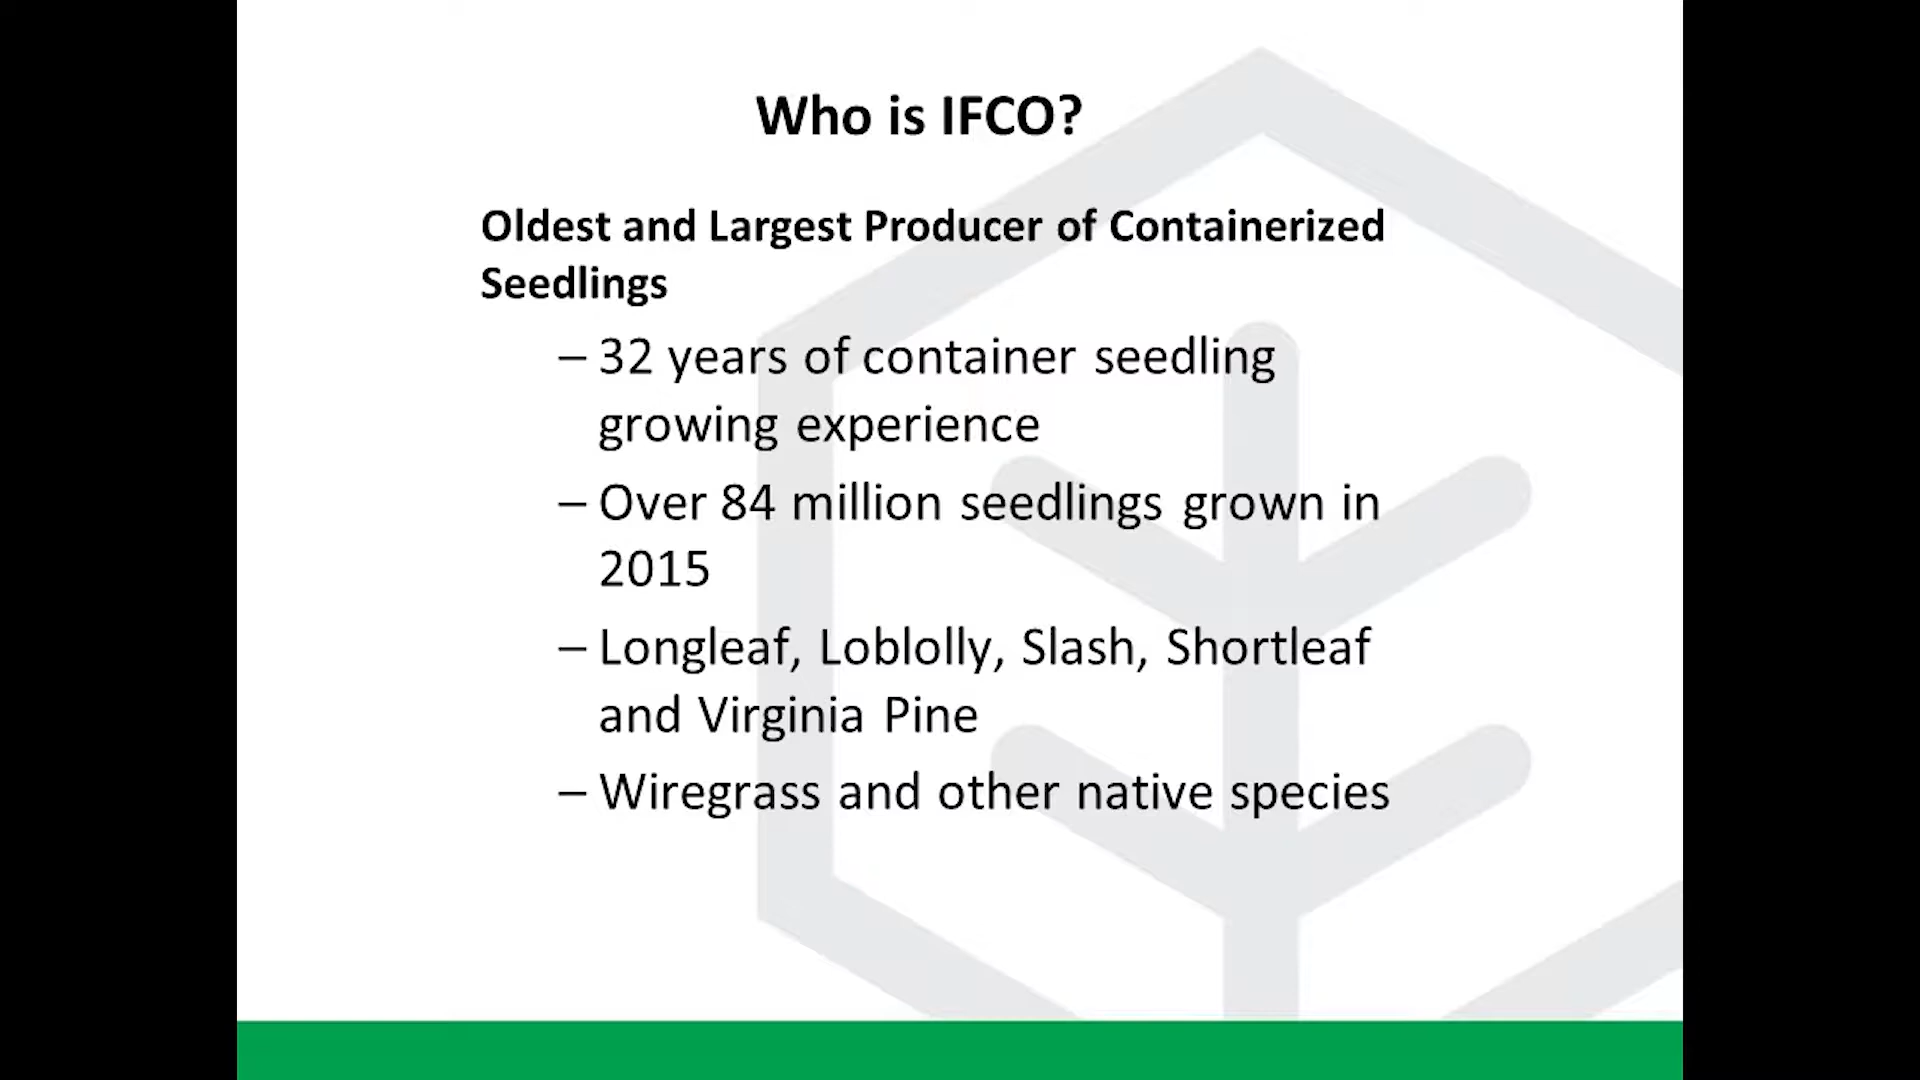 Who is IFCO?
Oldest and Largest Producer of Containerized
Seedlings
– 32 years of container seedling
growing experience
– Over 84 million seedlings grown in
2015
– Longleaf, Loblolly, Slash, Shortleaf
and Virginia Pine
– Wiregrass and other native species